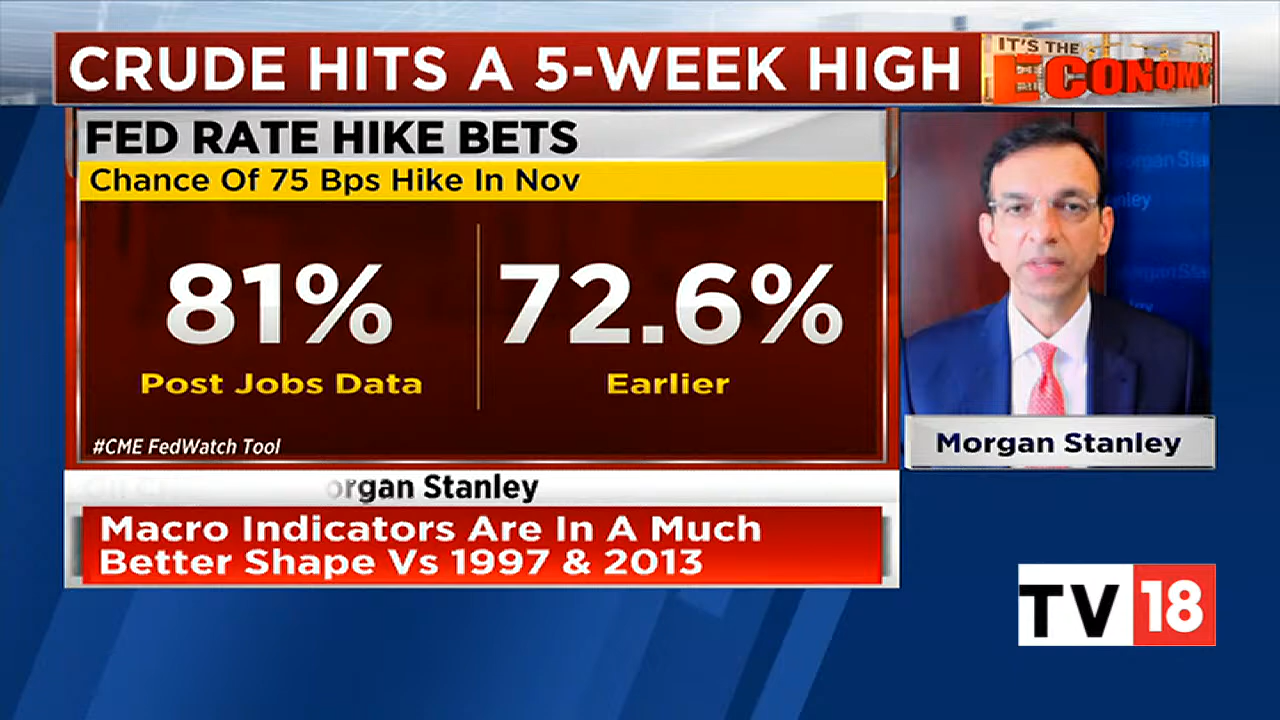 CRUDE HITS A 5-WEEK HIGH
IT'S THE
ECONOMY
FED RATE HIKE BETS
Chance Of 75 Bps Hike In Nov
81%
72.6%
Post Jobs Data
Earlier
#CME FedWatch Tool
Morgan Stanley
rgan Stanley
Macro Indicators Are In A Much
Better Shape Vs 1997 & 2013
TV18